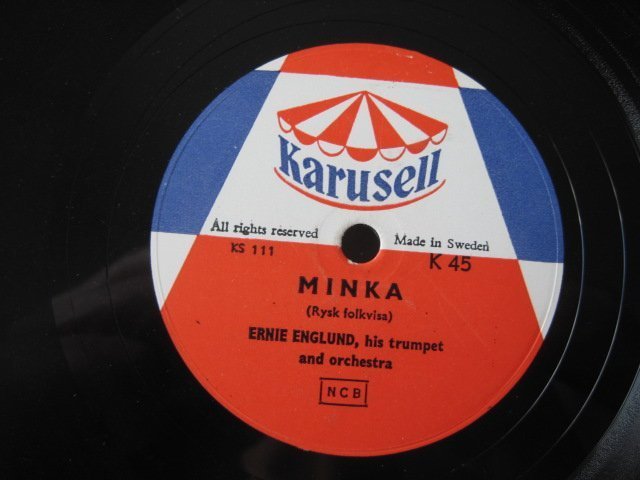 Karusell
All rights reserved
Made in Sweden
KS 111
K 45
MINKA
(Rysk folkvisa)
ERNIE ENGLUND, his trumpet
and orchestra
NCB